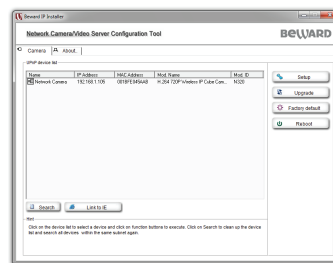 Beward IP Installer
Network Camera/Video Server Configuration Tool
BEWARD
Camera
About.
UPnP device list
Name IP Address MAC Address Mod. Name Mod. ID
Network Camera 192.168.1.105 H.264 720P Wireless IP Cube Cam... N320
Setup
Upgrade
Factory default
Reboot
Search
Link to IE
Hint
Click on the device list to select a device and click on function buttons to execute. Click on Search to clean up the device
list and search all devices within the same subnet again.